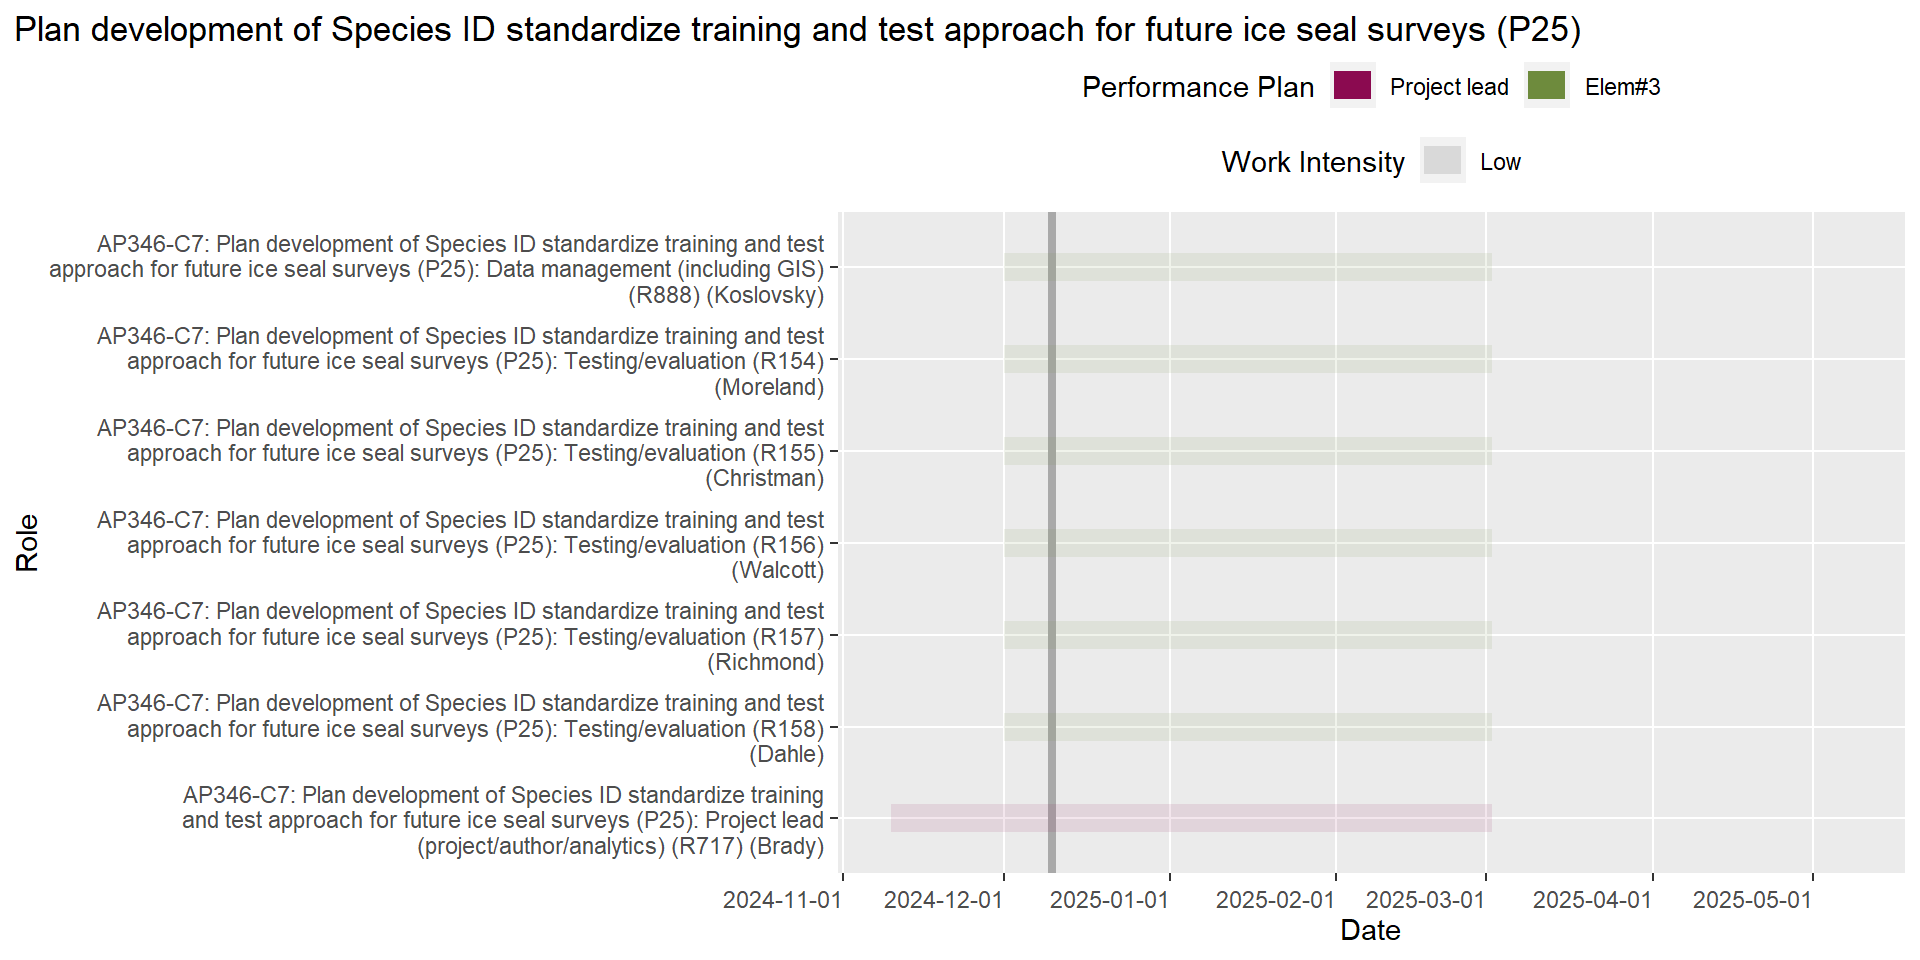 Plan development of Species ID standardize training and test approach for future ice seal surveys (P25)
Performance Plan Project lead Elem#3
Work Intensity Low
AP346-C7: Plan development of Species ID standardize training and test
approach for future ice seal surveys (P25): Data management (including GIS)
(R888) (Koslovsky)
AP346-C7: Plan development of Species ID standardize training and test
approach for future ice seal surveys (P25): Testing/evaluation (R154)
(Moreland)
AP346-C7: Plan development of Species ID standardize training and test
approach for future ice seal surveys (P25): Testing/evaluation (R155)
(Christman)
AP346-C7: Plan development of Species ID standardize training and test
approach for future ice seal surveys (P25): Testing/evaluation (R156)
(Walcott)
AP346-C7: Plan development of Species ID standardize training and test
approach for future ice seal surveys (P25): Testing/evaluation (R157)
(Richmond)
AP346-C7: Plan development of Species ID standardize training and test
approach for future ice seal surveys (P25): Testing/evaluation (R158)
(Dahle)
AP346-C7: Plan development of Species ID standardize training
and test approach for future ice seal surveys (P25): Project lead
(project/author/analytics) (R717) (Brady)
Role
2024-11-01 2024-12-01 2025-01-01 2025-02-01 2025-03-01 2025-04-01 2025-05-01
Date